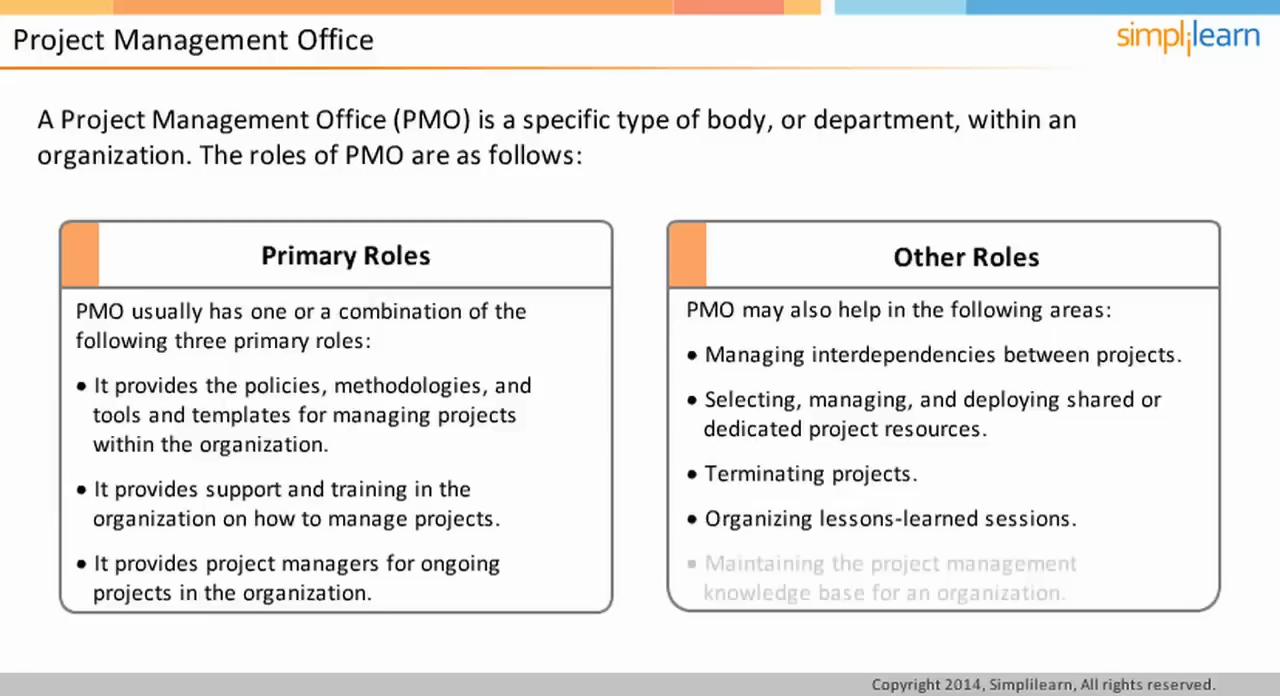 Project Management Office
simplilearn
A Project Management Office (PMO) is a specific type of body, or department, within an
organization. The roles of PMO are as follows:
Primary Roles
PMO usually has one or a combination of the
following three primary roles:
• It provides the policies, methodologies, and
tools and templates for managing projects
within the organization.
• It provides support and training in the
organization on how to manage projects.
• It provides project managers for ongoing
projects in the organization.
Other Roles
PMO may also help in the following areas:
• Managing interdependencies between projects.
• Selecting, managing, and deploying shared or
dedicated project resources.
• Terminating projects.
• Organizing lessons-learned sessions.
• Maintaining the project management
knowledge base for an organization.
Copyright 2014, Simplilearn, All rights reserved.